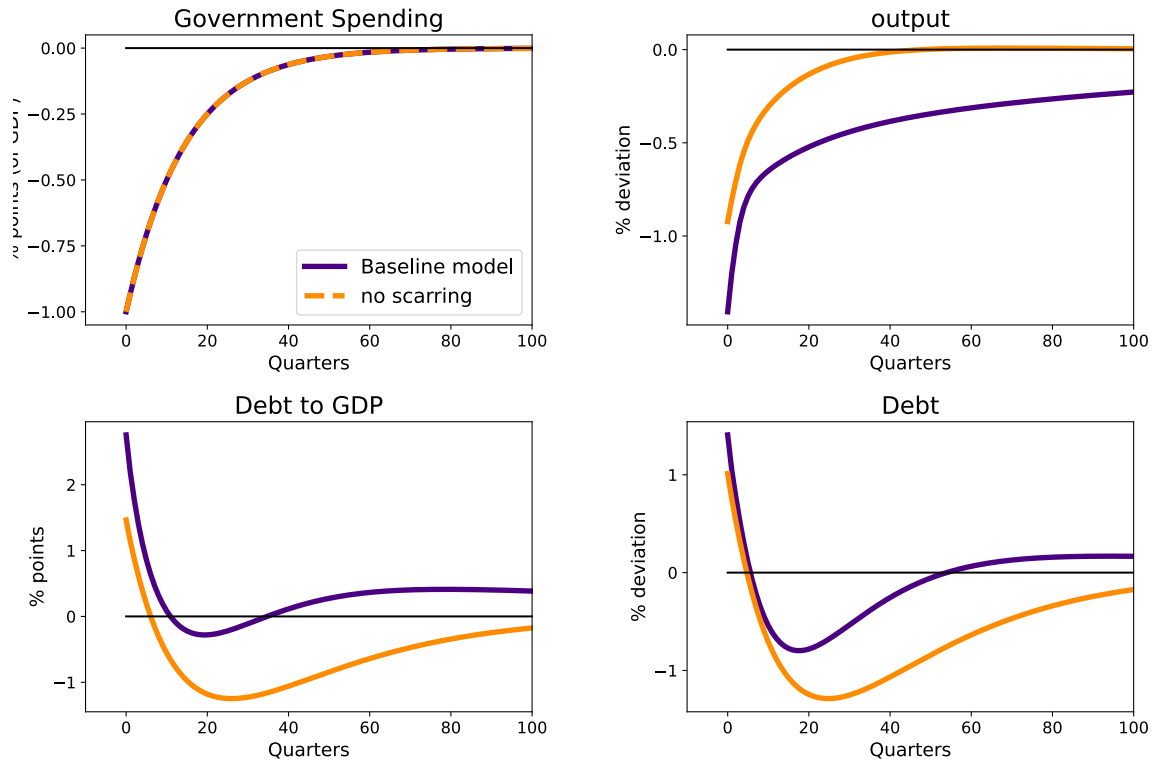 Government Spending
points (of GDP)
0.00
−0.25
−0.50
−0.75
−1.00
Baseline model
no scarring
0 20 40 60 80 100
Quarters
output
% deviation
0.0
−0.5
−1.0
0 20 40 60 80 100
Quarters
Debt to GDP
% points
2
1
0
−1
0 20 40 60 80 100
Quarters
Debt
% deviation
1
0
−1
0 20 40 60 80 100
Quarters